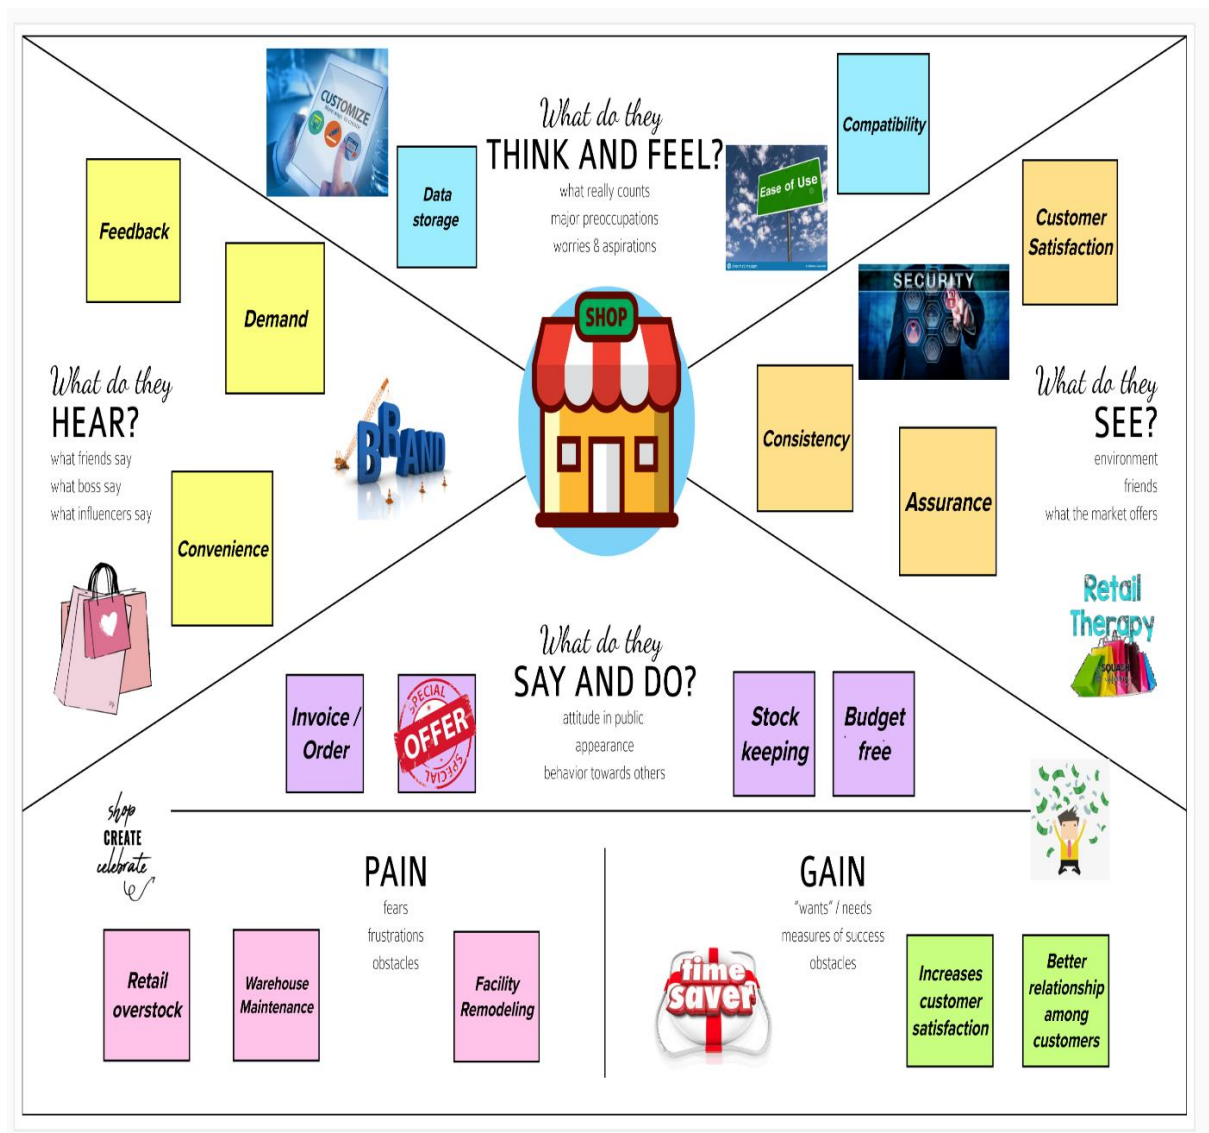 What do they
THINK AND FEEL?
what really counts
major preoccupations
worries & aspirations
CUSTOMIZE
Data
storage
Ease of Use
Compatibility
Feedback
Demand
What do they
HEAR?
what friends say
what boss say
what influencers say
BRAND
Convenience
SHOP
Customer
Satisfaction
SECURITY
Consistency
Assurance
What do they
SEE?
environment
friends
what the market offers
Retail
Therapy
What do they
SAY AND DO?
attitude in public
appearance
behavior towards others
Invoice /
Order
SPECIAL
OFFER
SPECIAL
Stock
keeping
Budget
free
shop
CREATE
celebrate
PAIN
fears
frustrations
obstacles
Retail
overstock
Warehouse
Maintenance
Facility
Remodeling
GAIN
"wants" / needs
measures of success
obstacles
time
saver
Increases
customer
satisfaction
Better
relationship
among
customers